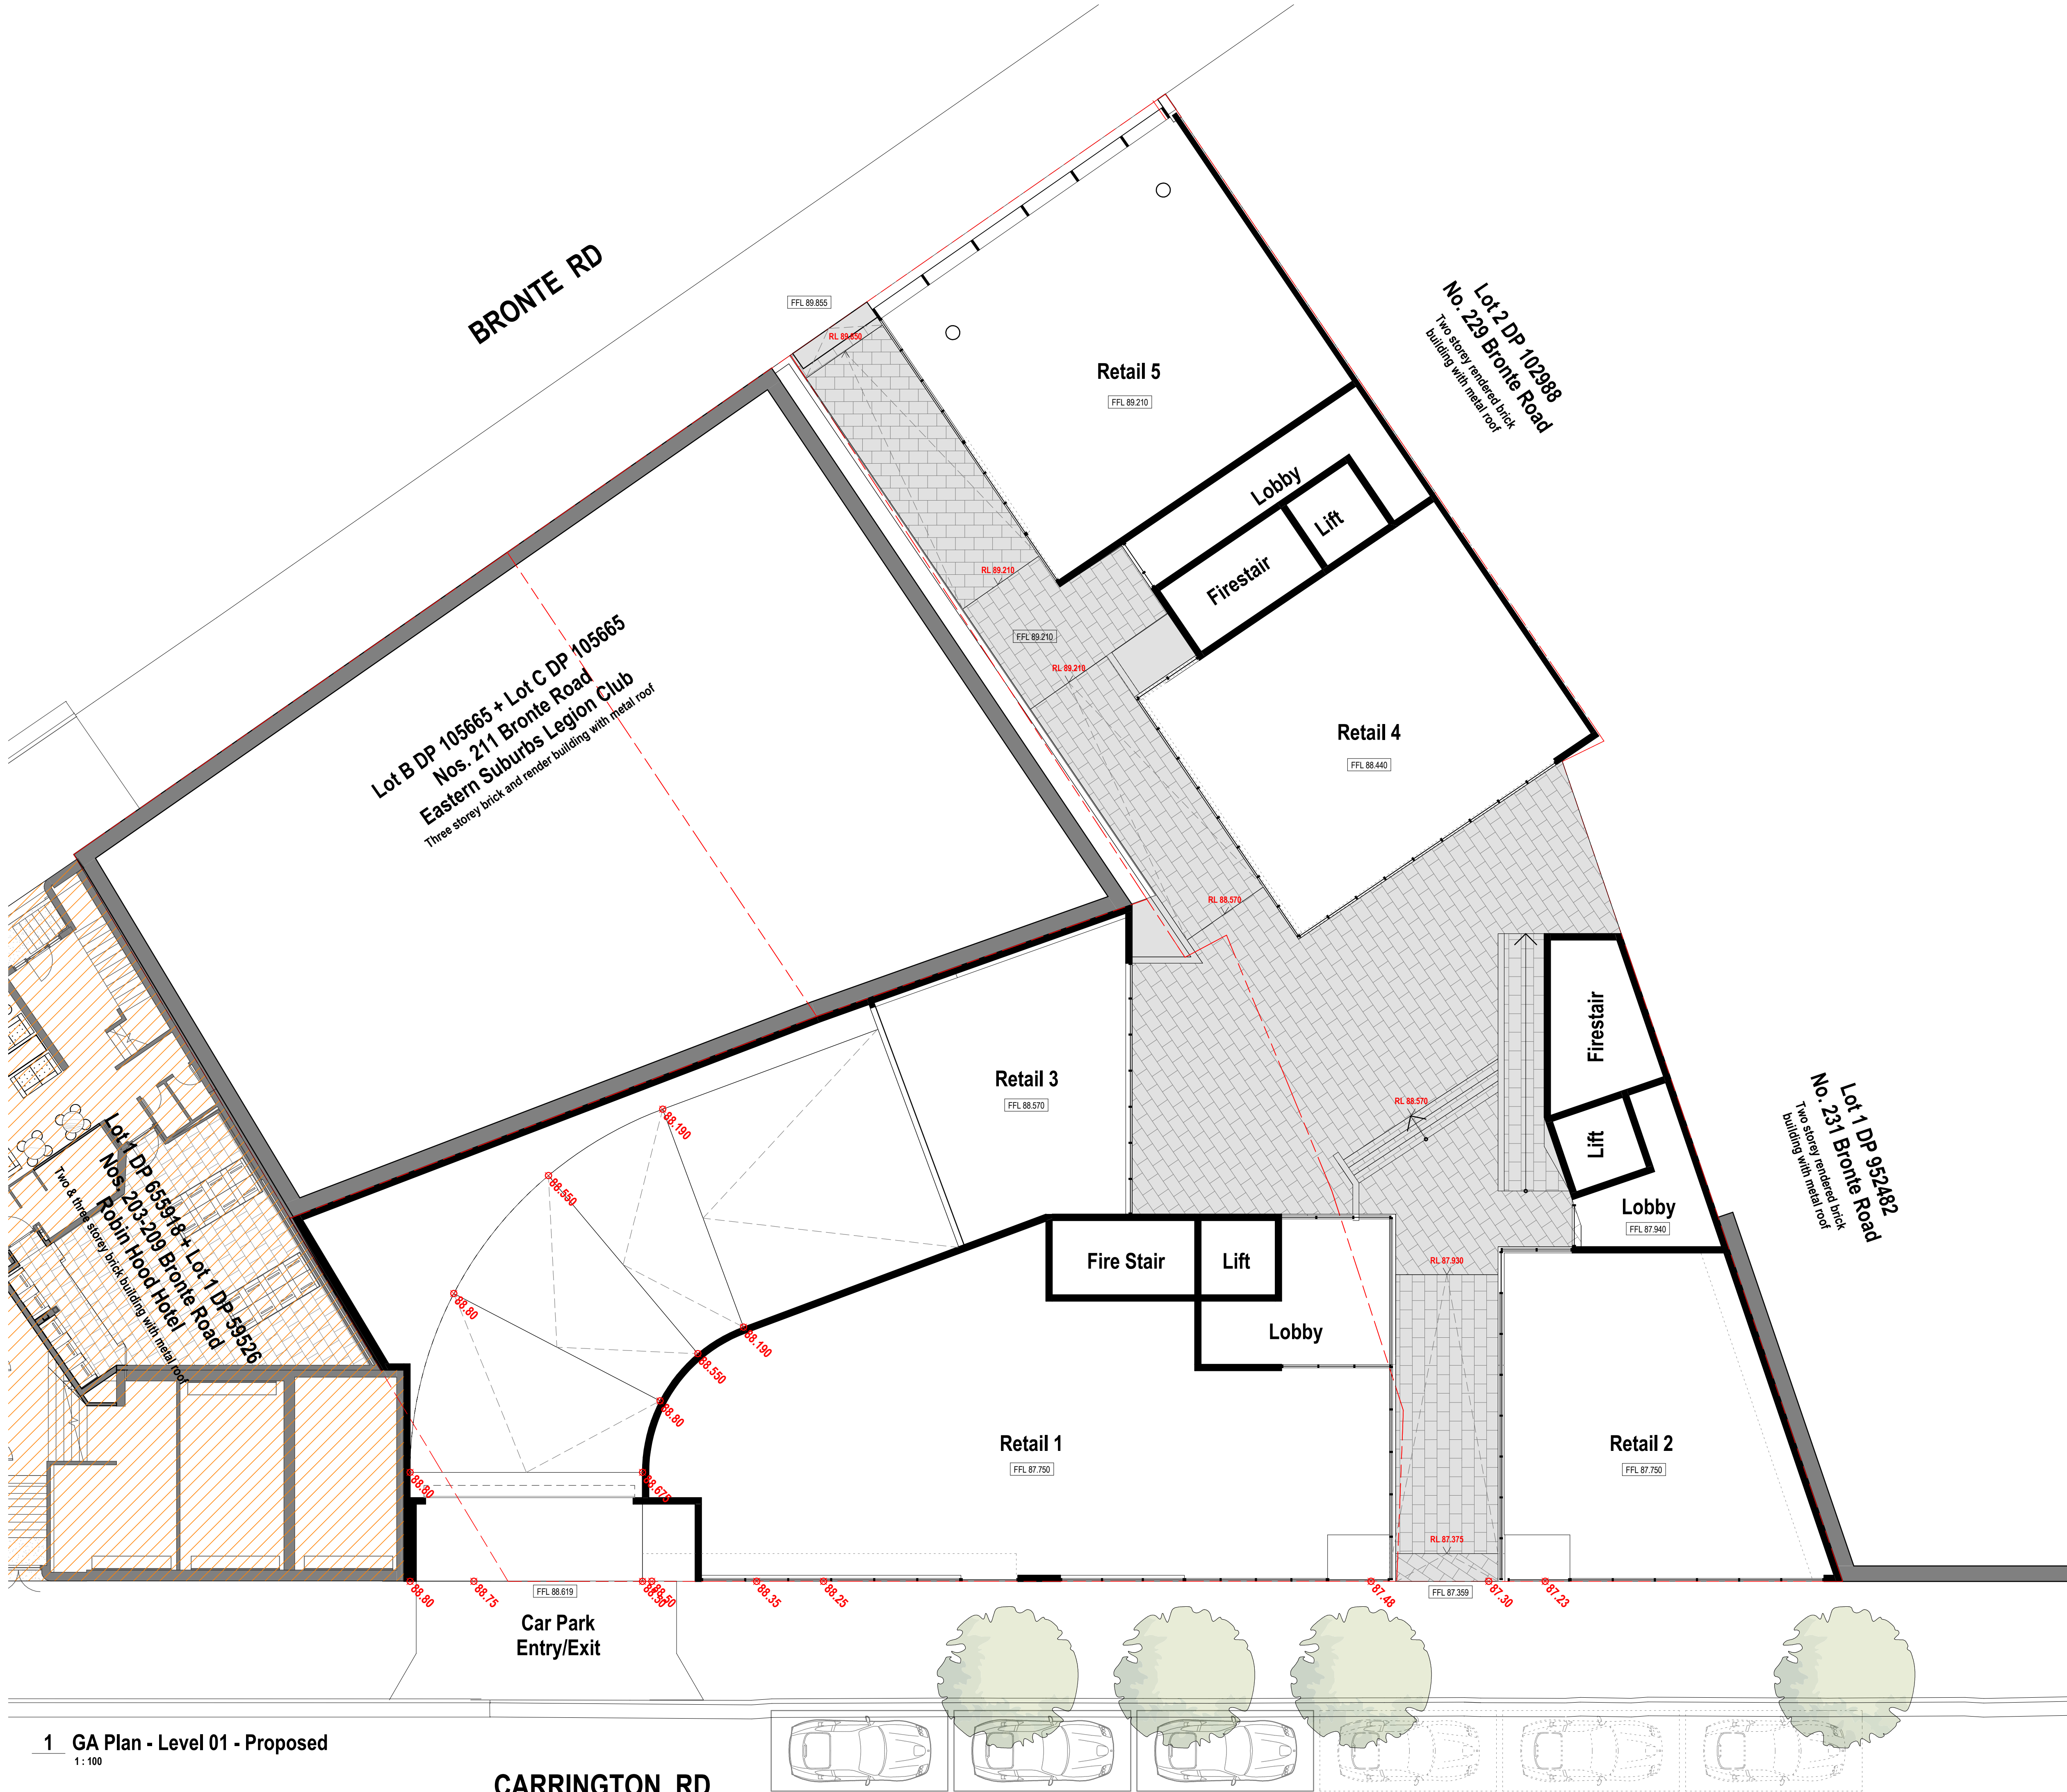 BRONTE RD
FFL 89.855
RL 89.850
Retail 5
FFL 89.210
Lot 2 DP 102988
No. 229 Bronte Road
Two storey rendered brick
building with metal roof
Lobby
Lift
Firestair
RL 89.210
FFL 89.210
RL 89.210
Lot B DP 105665 + Lot C DP 105665
Nos. 211 Bronte Road
Eastern Suburbs Legion Club
Three storey brick and render building with metal roof
Retail 4
FFL 88.440
RL 88.570
Firestair
Lift
Lobby
FFL 87.940
Retail 3
FFL 88.570
RL 88.570
Lot 1 DP 952482
No. 231 Bronte Road
Two storey rendered brick
building with metal roof
Lot 1 DP 655918 + Lot 1 DP 59526
Nos. 203-209 Bronte Road
Robin Hood Hotel
Two & three storey brick building with metal roof
88.190
88.550
88.80
88.190
88.550
88.80
88.80
88.675
Fire Stair
Lift
Lobby
RL 87.930
Retail 1
FFL 87.750
Retail 2
FFL 87.750
RL 87.375
88.80
88.75
FFL 88.619
88.50
88.50
88.35
88.25
87.48
FFL 87.359
87.30
87.23
Car Park
Entry/Exit
1 GA Plan - Level 01 - Proposed
1 : 100
CARRINGTON RD